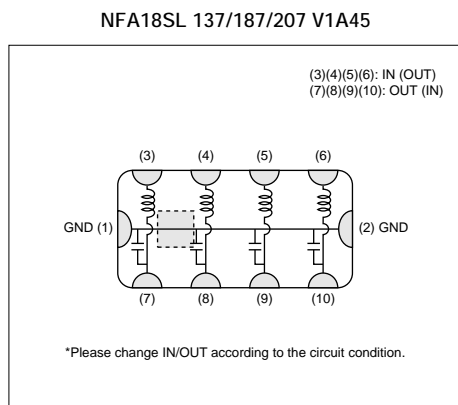 NFA18SL 137/187/207 V1A45
(3)(4)(5)(6): IN (OUT)
(7)(8)(9)(10): OUT (IN)
(3) (4) (5) (6)
GND (1) (2) GND
(7) (8) (9) (10)
*Please change IN/OUT according to the circuit condition.